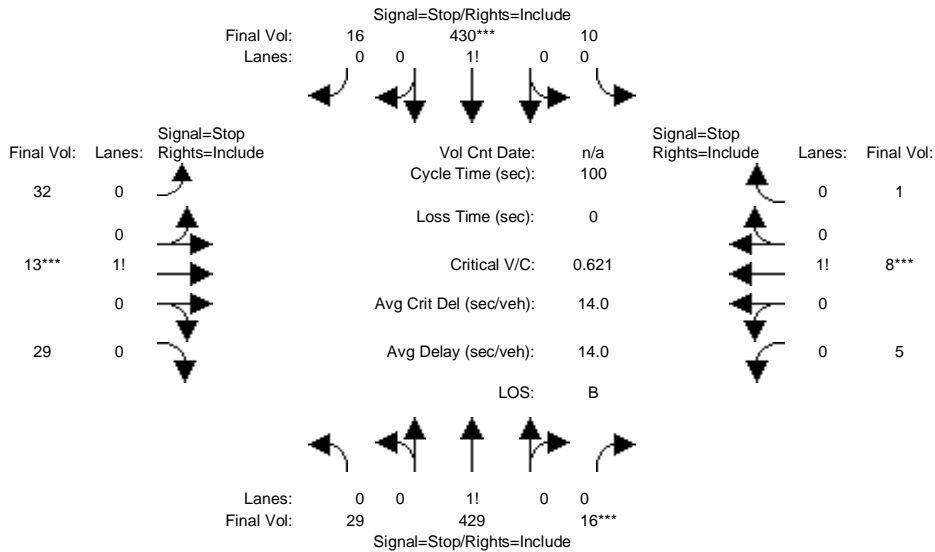 Signal=Stop/Rights=Include
Final Vol: 16 430*** 10
Lanes: 0 0 1! 0 0
Signal=Stop Signal=Stop
Final Vol: Lanes: Rights=Include Vol Cnt Date: n/a Rights=Include Lanes: Final Vol:
Cycle Time (sec): 100
32 0 0 1
Loss Time (sec): 0
0 0
13*** 1! Critical V/C: 0.621 1! 8***
0 Avg Crit Del (sec/veh): 14.0 0
29 0 Avg Delay (sec/veh): 14.0 0 5
LOS: B
Lanes: 0 0 1! 0 0
Final Vol: 29 429 16***
Signal=Stop/Rights=Include